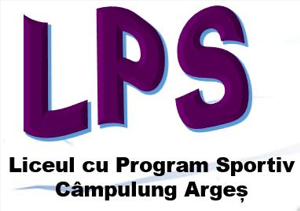 LPS
Liceul cu Program Sportiv
Câmpulung Argeș